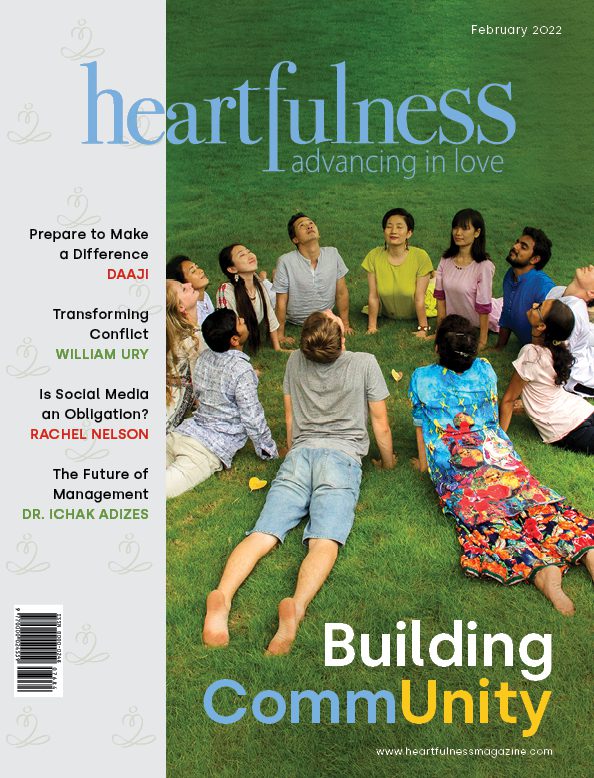 February 2022
heartfulness
advancing in love
Prepare to Make
a Difference
DAAJI
Transforming
Conflict
WILLIAM URY
Is Social Media
an Obligation?
RACHEL NELSON
The Future of
Management
DR. ICHAK ADIZES
Building
CommUnity
www.heartfulnessmagazine.com